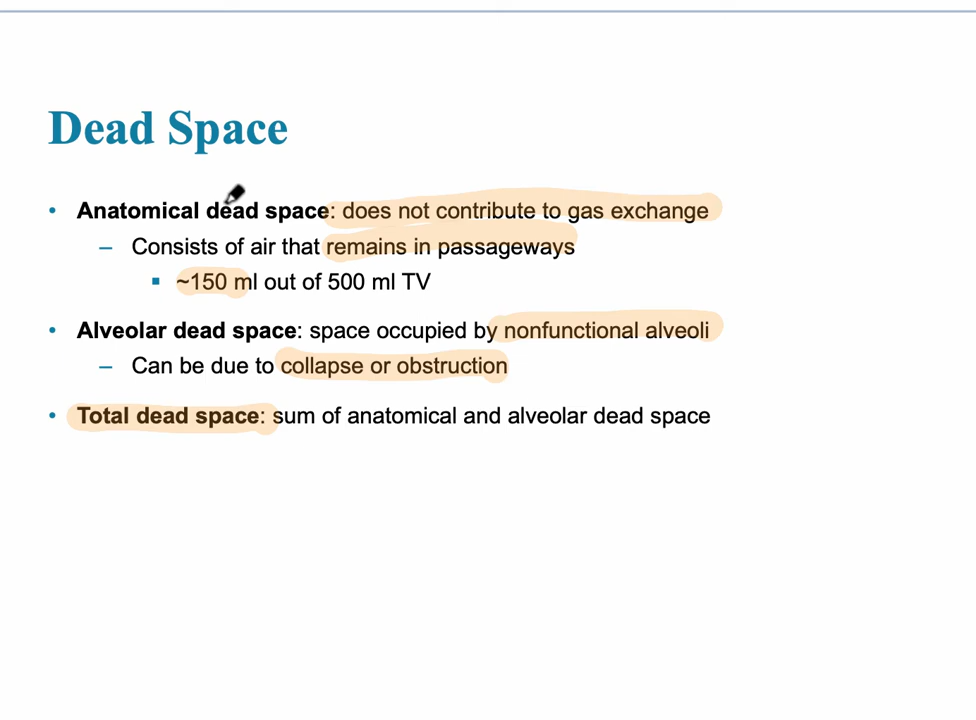 Dead Space
• Anatomical dead space: does not contribute to gas exchange
– Consists of air that remains in passageways
▪ ~150 ml out of 500 ml TV
• Alveolar dead space: space occupied by nonfunctional alveoli
– Can be due to collapse or obstruction
• Total dead space: sum of anatomical and alveolar dead space